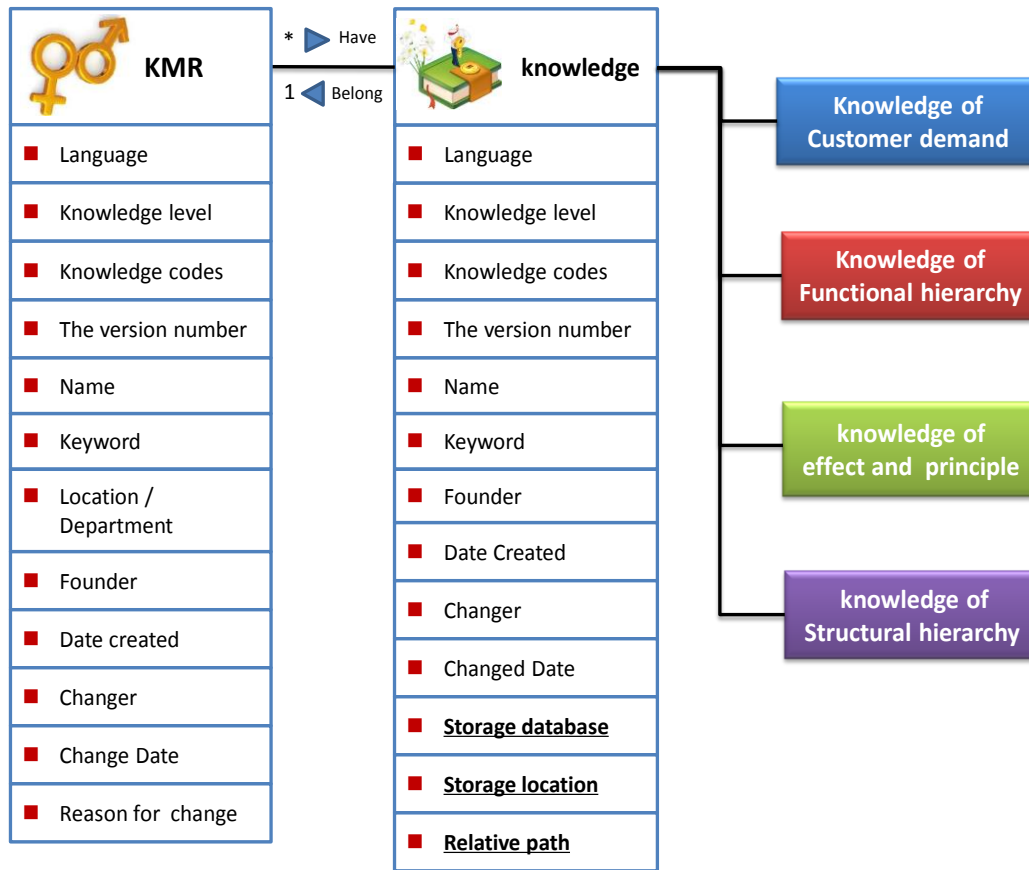 KMR
* Have
1 Belong
knowledge
Language
Knowledge level
Knowledge codes
The version number
Name
Keyword
Location /
Department
Founder
Date created
Changer
Change Date
Reason for change
Language
Knowledge level
Knowledge codes
The version number
Name
Keyword
Founder
Date Created
Changer
Changed Date
Storage database
Storage location
Relative path
Knowledge of
Customer demand
Knowledge of
Functional hierarchy
knowledge of
effect and principle
knowledge of
Structural hierarchy